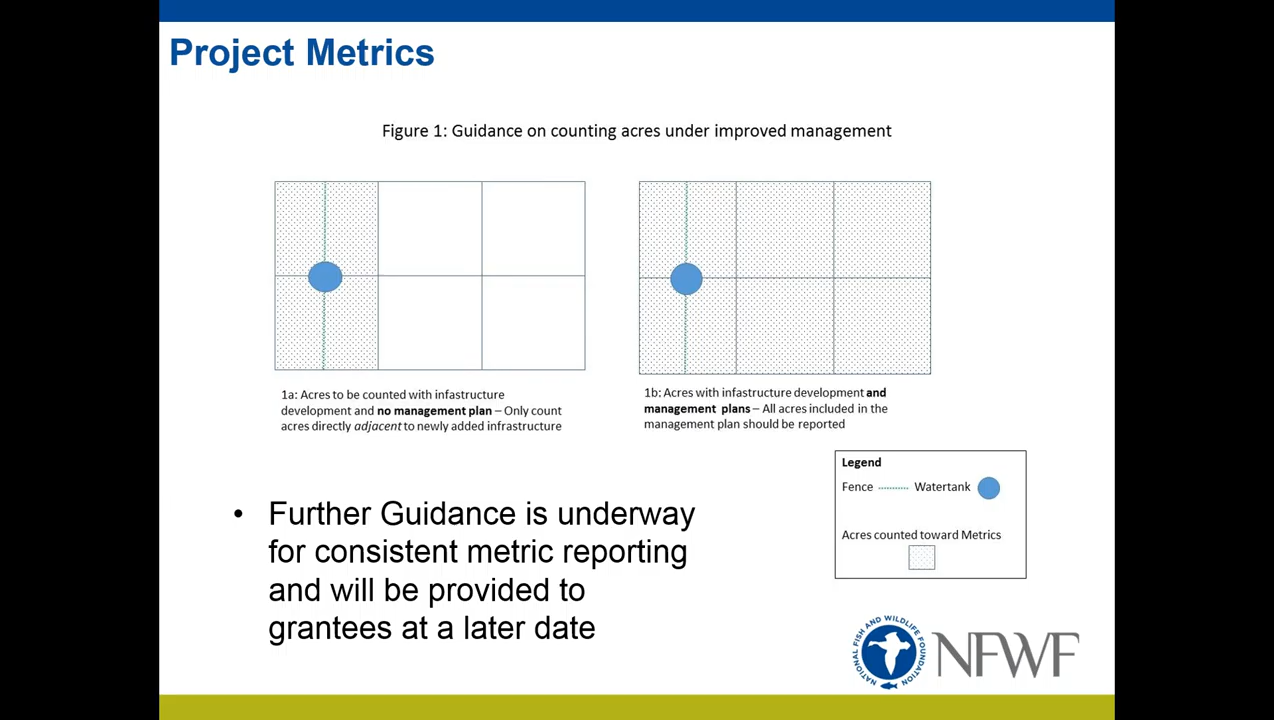 Project Metrics
Figure 1: Guidance on counting acres under improved management
1a: Acres to be counted with infastructure
development and no management plan – Only count
acres directly adjacent to newly added infrastructure
1b: Acres with infastructure development and
management plans – All acres included in the
management plan should be reported
Legend
Fence Watertank
Acres counted toward Metrics
• Further Guidance is underway
for consistent metric reporting
and will be provided to
grantees at a later date
NATIONAL FISH AND WILDLIFE FOUNDATION
NFWF